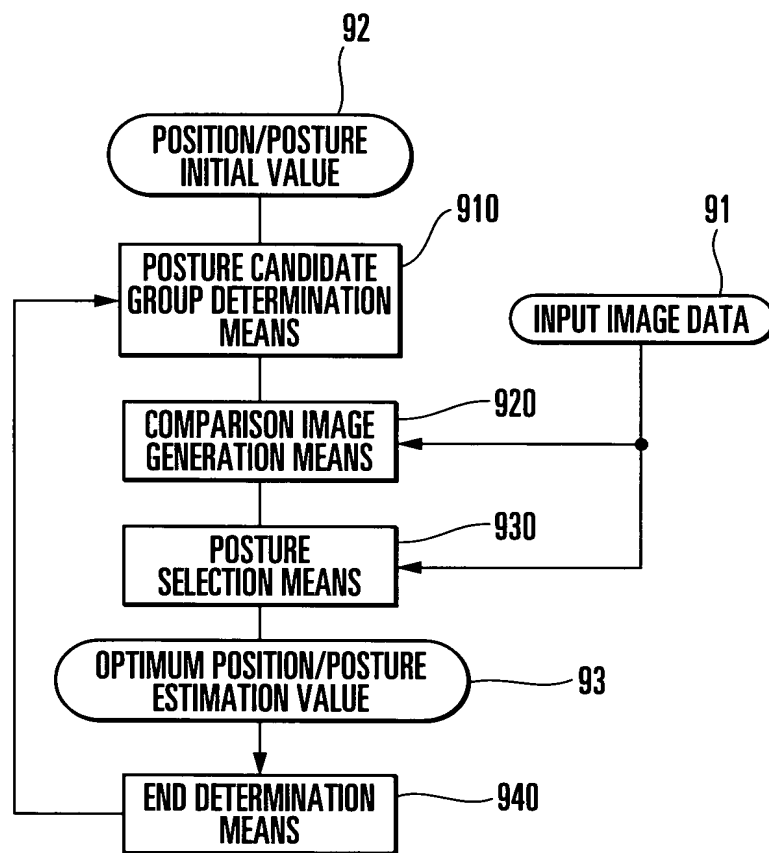 92
POSITION/POSTURE
INITIAL VALUE
910
91
POSTURE CANDIDATE
GROUP DETERMINATION
MEANS
INPUT IMAGE DATA
920
COMPARISON IMAGE
GENERATION MEANS
930
POSTURE
SELECTION MEANS
OPTIMUM POSITION/POSTURE
ESTIMATION VALUE
93
END DETERMINATION
MEANS
940